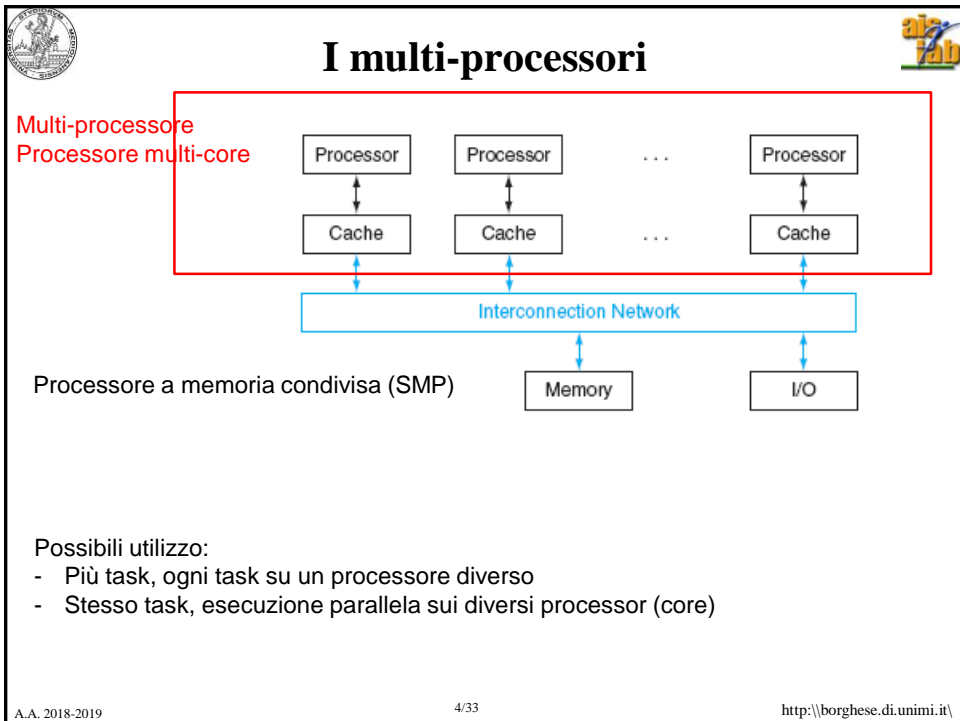 I multi-processori
ais lab
Multi-processore
Processore multi-core
Processor Processor . . . Processor
Cache Cache . . . Cache
Interconnection Network
Processore a memoria condivisa (SMP)
Memory I/O
Possibili utilizzo:
- Più task, ogni task su un processore diverso
- Stesso task, esecuzione parallela sui diversi processor (core)
A.A. 2018-2019 4/33 http:\\borghese.di.unimi.it\